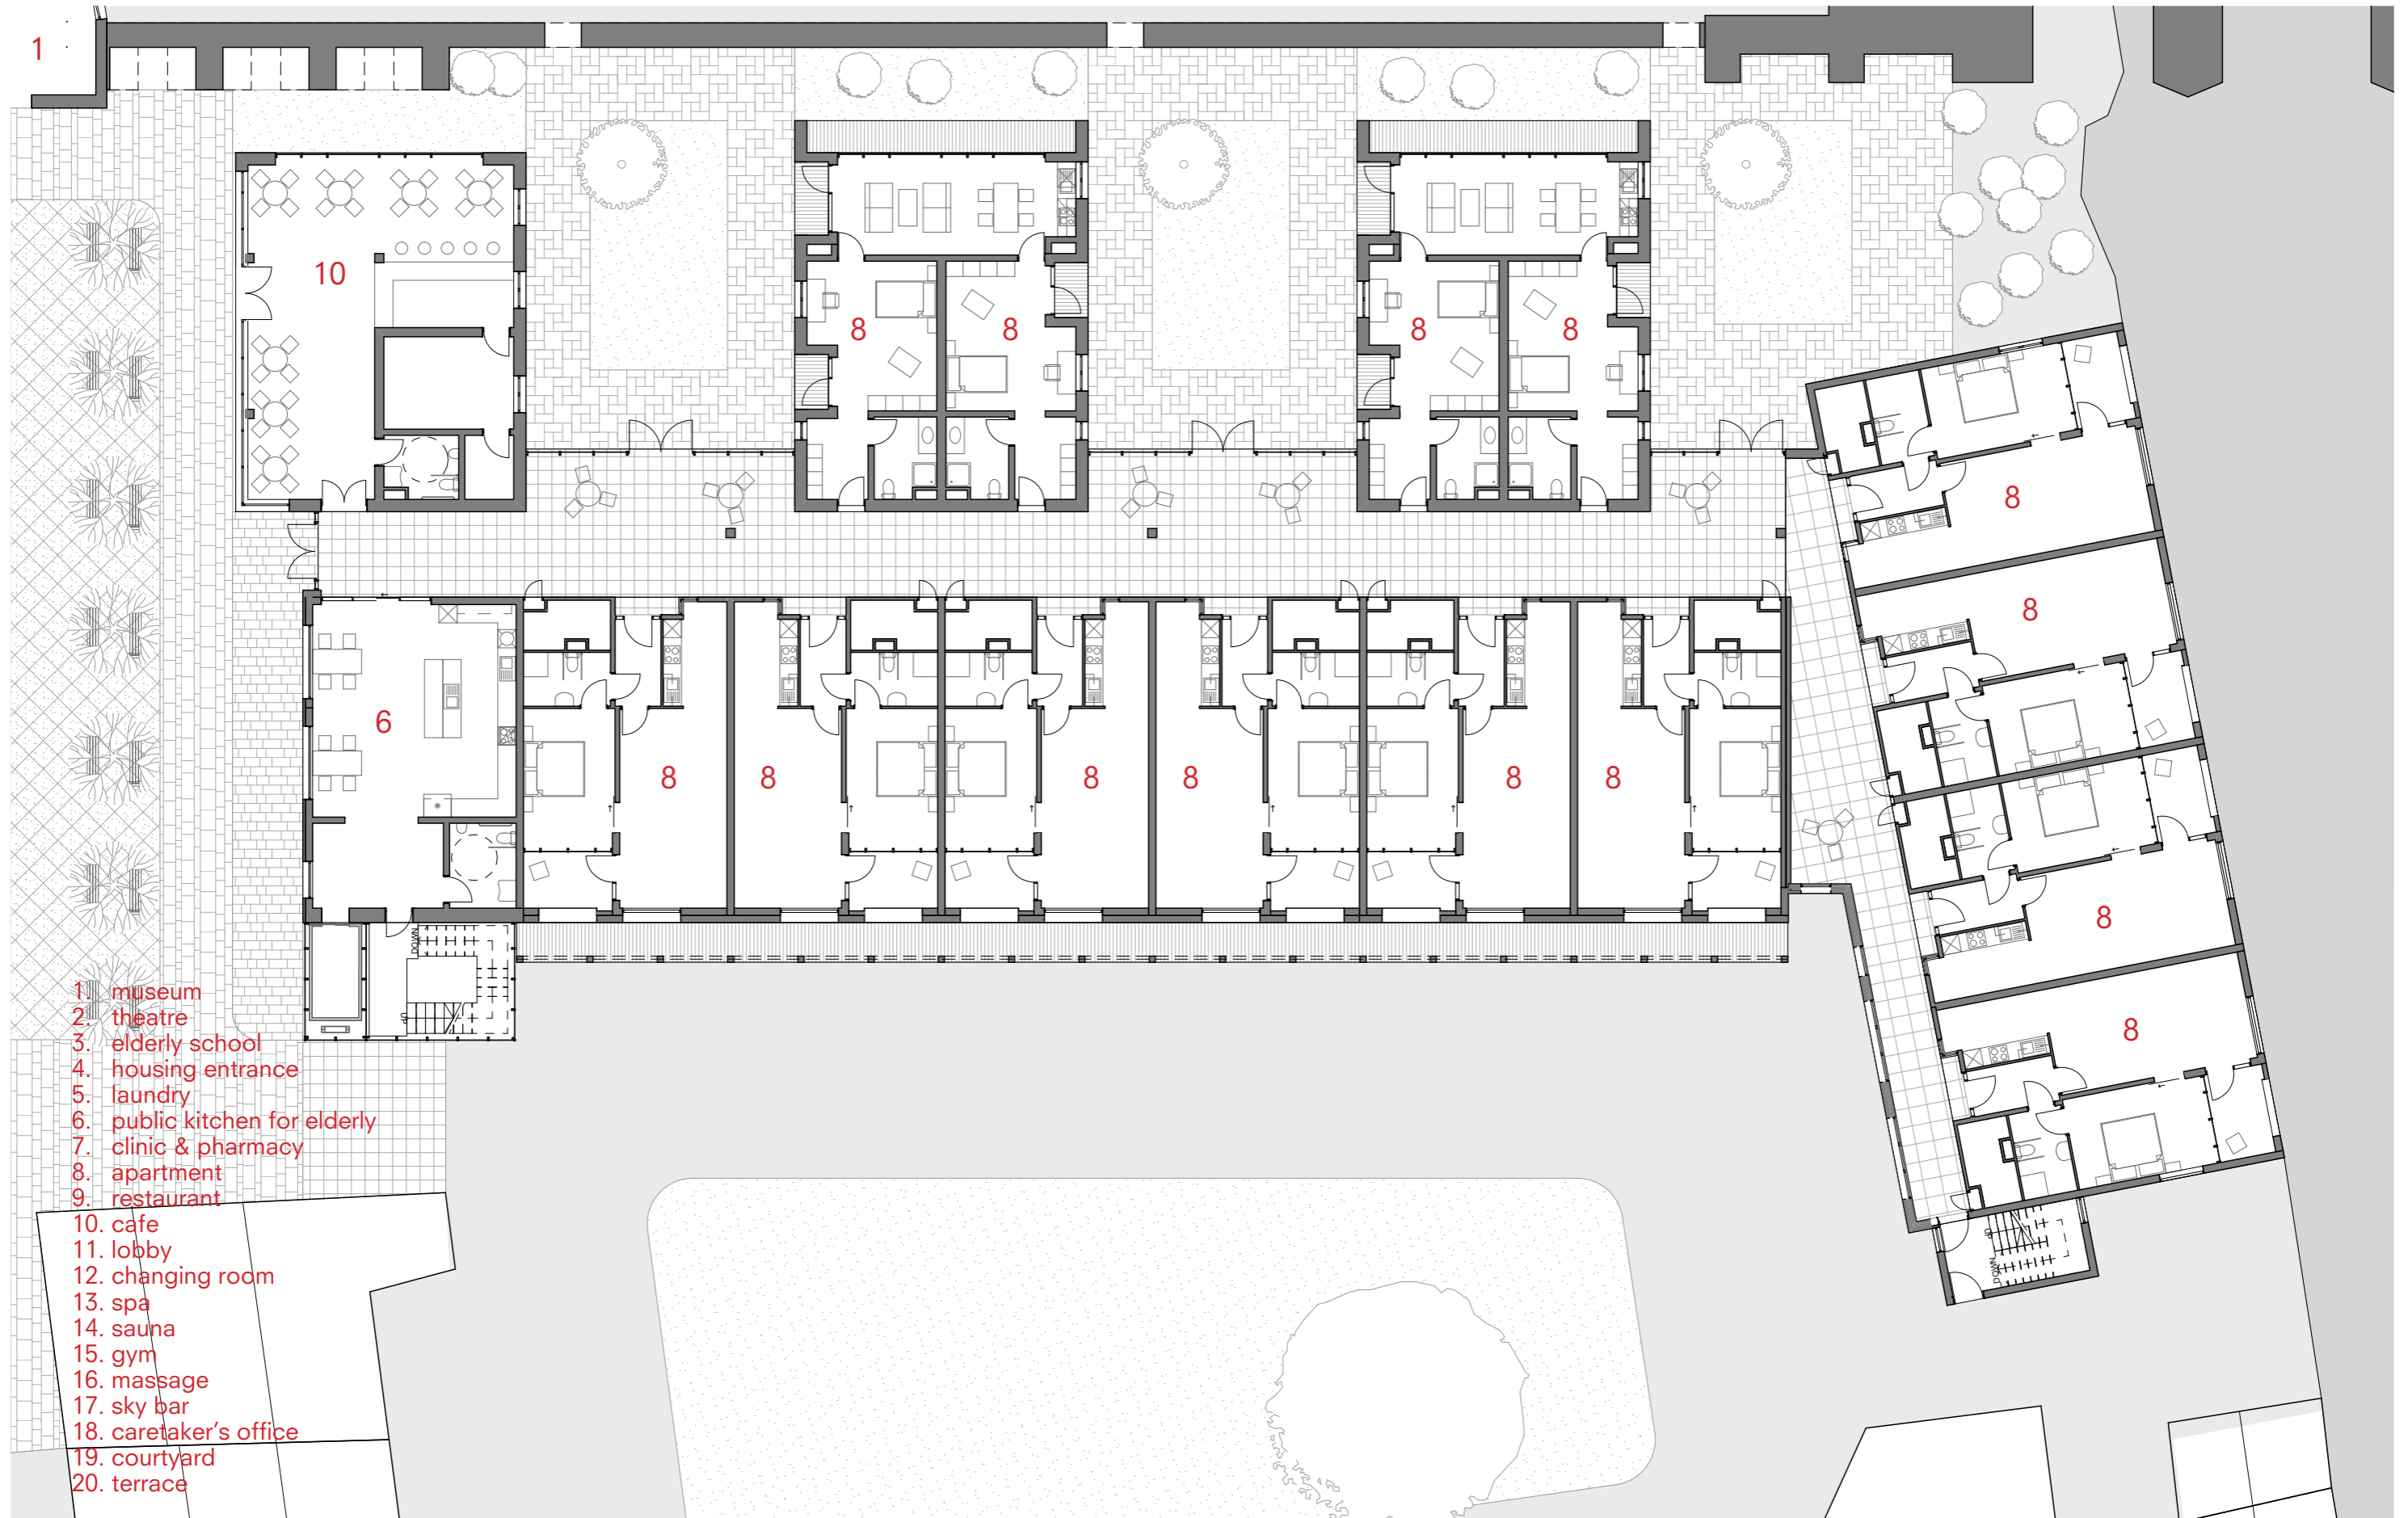 1
10
8
8
8
8
8
8
6
8
8
8
8
8
8
8
8
DOWN
UP
UP
DOWN
1. museum
2. theatre
3. elderly school
4. housing entrance
5. laundry
6. public kitchen for elderly
7. clinic & pharmacy
8. apartment
9. restaurant
10. cafe
11. lobby
12. changing room
13. spa
14. sauna
15. gym
16. massage
17. sky bar
18. caretaker's office
19. courtyard
20. terrace